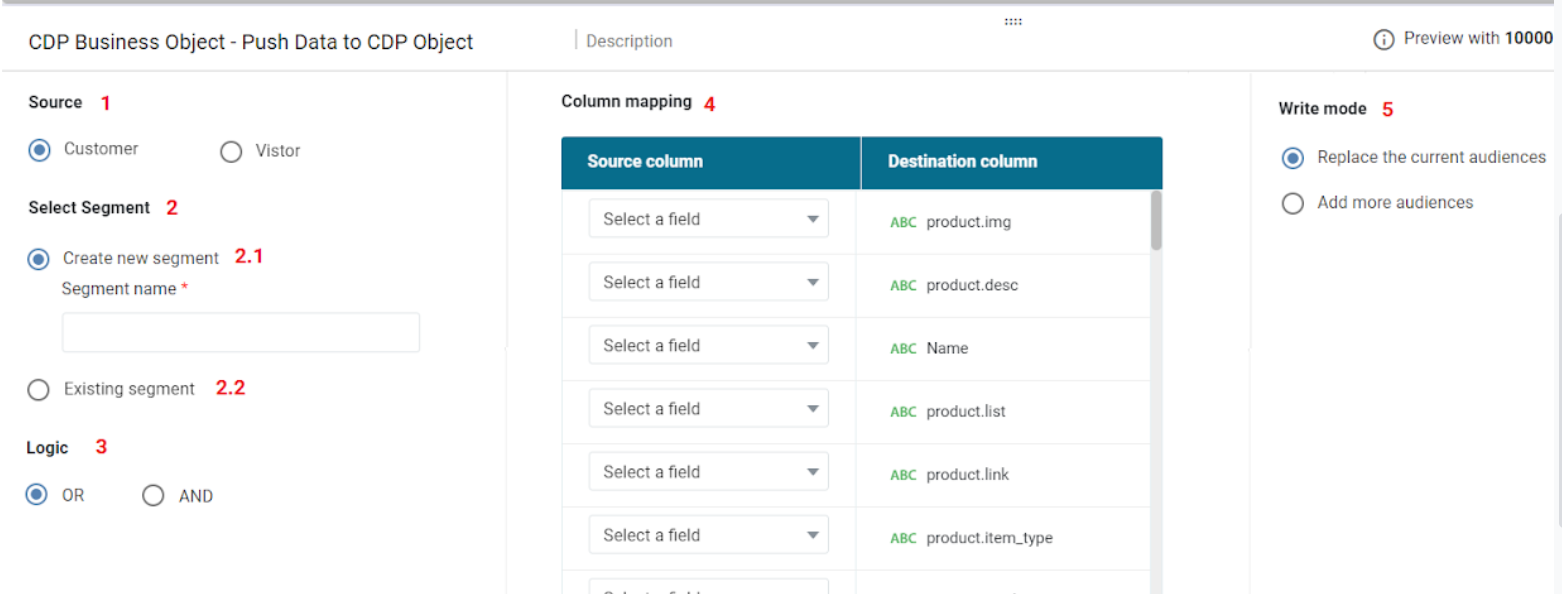 CDP Business Object - Push Data to CDP Object
Description
Preview with 10000
Source 1
Customer
Vistor
Select Segment 2
Create new segment 2.1
Segment name *
Existing segment 2.2
Logic 3
OR
AND
Column mapping 4
Source column
Destination column
Select a field
ABC product.img
Select a field
ABC product.desc
Select a field
ABC Name
Select a field
ABC product.list
Select a field
ABC product.link
Select a field
ABC product.item_type
Write mode 5
Replace the current audiences
Add more audiences